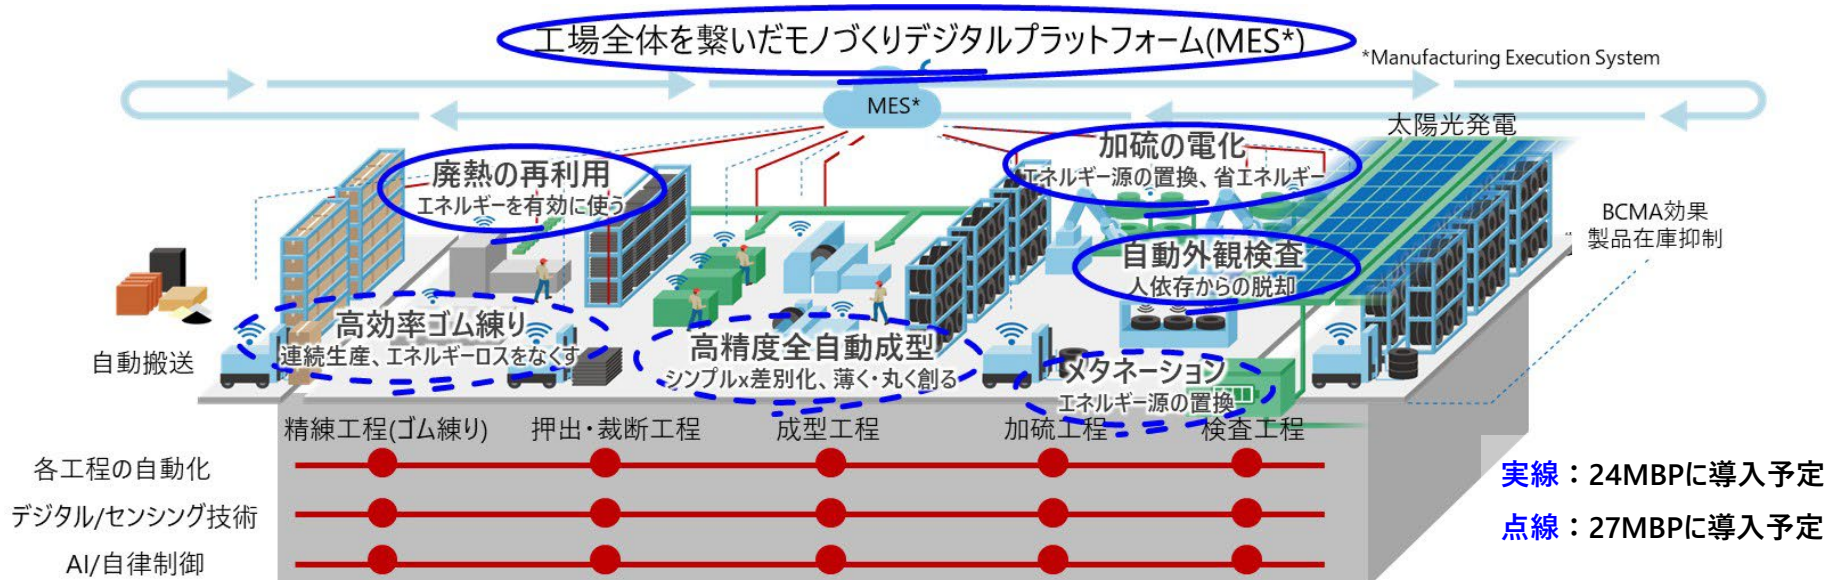 工場全体を繋いだモノづくりデジタルプラットフォーム(MES*)
*Manufacturing Execution System
MES*
太陽光発電
廃熱の再利用
エネルギーを有効に使う
加硫の電化
エネルギー源の置換、省エネルギー
BCMA効果
製品在庫抑制
自動外観検査
人依存からの脱却
高効率ゴム練り
連続生産、エネルギーロスをなくす
高精度全自動成型
シンプルx差別化、薄く・丸く創る
メタネーション
エネルギー源の置換
自動搬送
精練工程(ゴム練り)
押出・裁断工程
成型工程
加硫工程
検査工程
各工程の自動化
デジタル/センシング技術
AI/自律制御
実線：24MBPに導入予定
点線：27MBPに導入予定